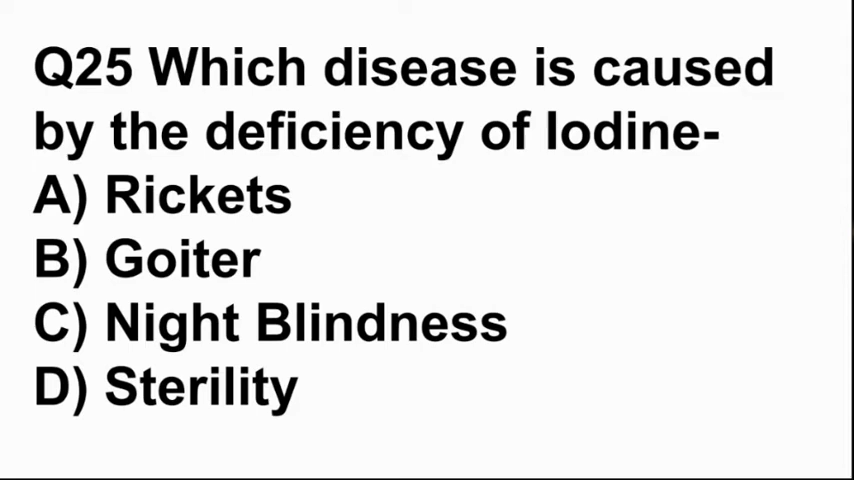 Q25 Which disease is caused
by the deficiency of Iodine-
A) Rickets
B) Goiter
C) Night Blindness
D) Sterility